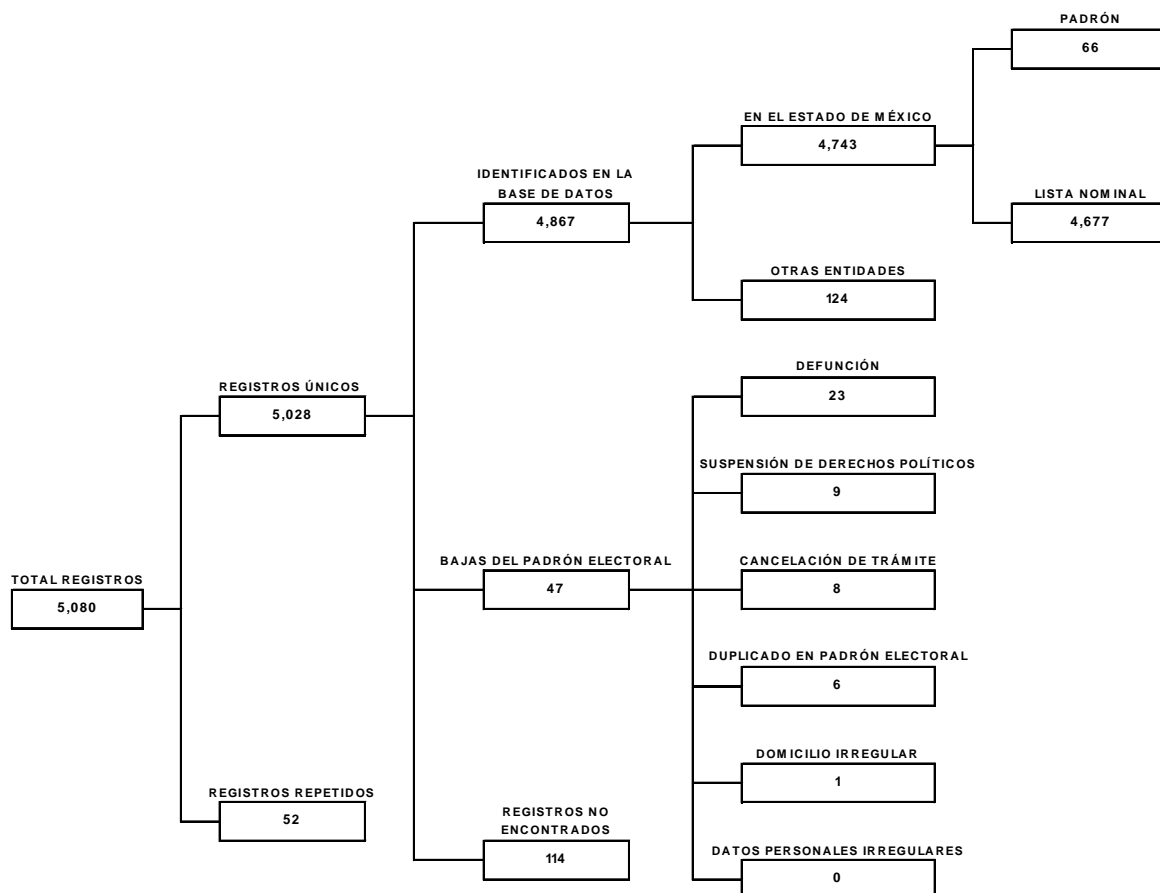 PADRÓN
66
EN EL ESTADO DE MÉXICO
4,743
IDENTIFICADOS EN LA
BASE DE DATOS
4,867
LISTA NOMINAL
4,677
OTRAS ENTIDADES
124
DEFUNCIÓN
23
REGISTROS ÚNICOS
5,028
SUSPENSIÓN DE DERECHOS POLÍTICOS
9
BAJAS DEL PADRÓN ELECTORAL
47
CANCELACIÓN DE TRÁMITE
8
TOTAL REGISTROS
5,080
DUPLICADO EN PADRÓN ELECTORAL
6
DOMICILIO IRREGULAR
1
REGISTROS REPETIDOS
52
REGISTROS NO
ENCONTRADOS
114
DATOS PERSONALES IRREGULARES
0